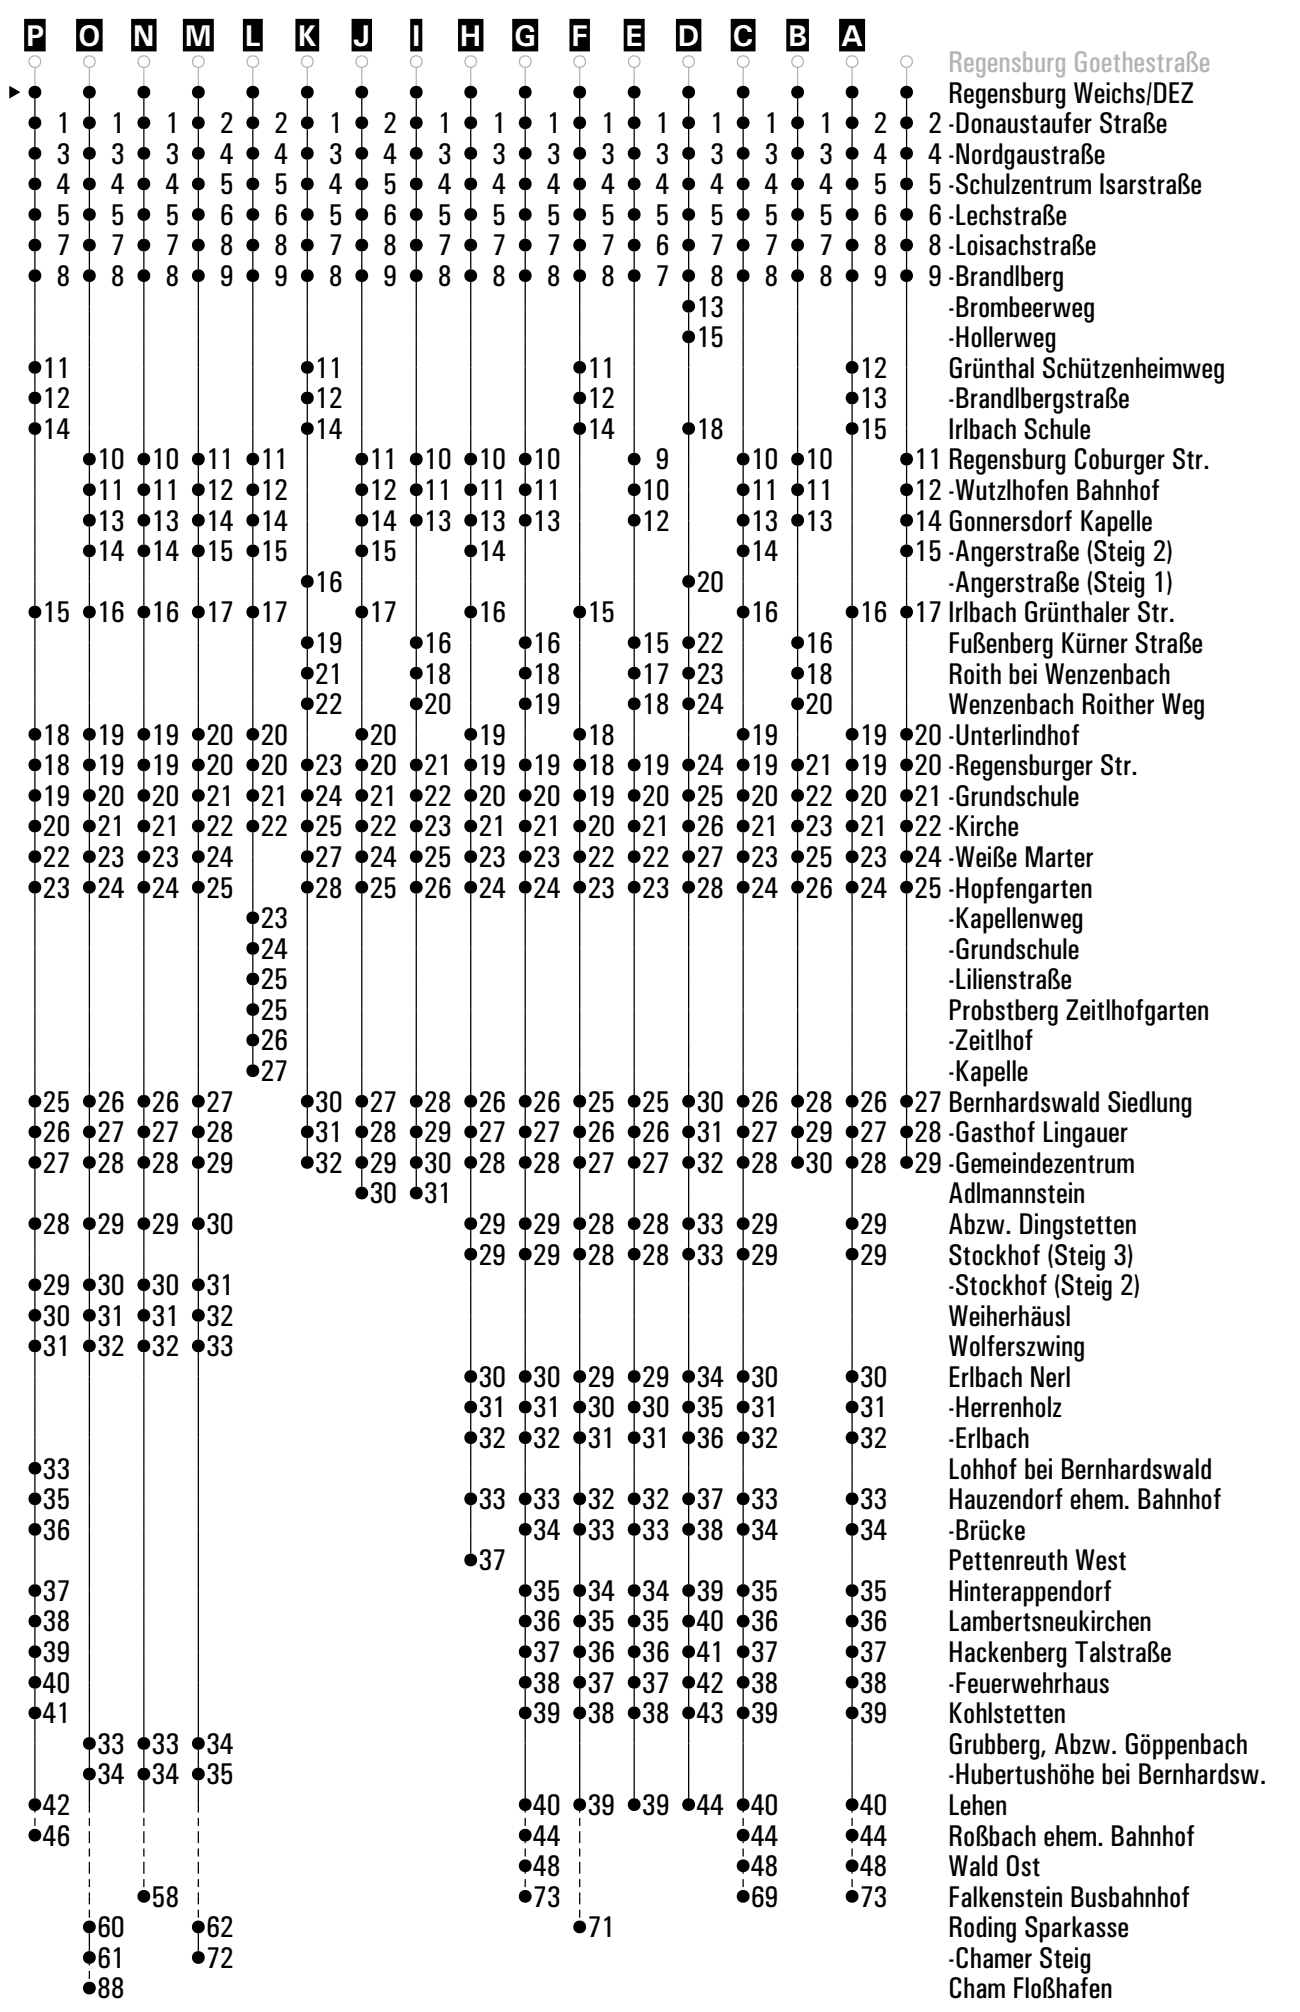 P O N M L K J I H G F E D C B A
Regensburg Goethestraße
Regensburg Weichs/DEZ
1 1 1 2 2 1 2 1 1 1 1 1 1 1 1 2 2 -Donaustaufer Straße
3 3 3 4 4 3 4 3 3 3 3 3 3 3 3 4 4 -Nordgaustraße
4 4 4 5 5 4 5 4 4 4 4 4 4 4 4 5 5 -Schulzentrum Isarstraße
5 5 5 6 6 5 6 5 5 5 5 5 5 5 5 6 6 -Lechstraße
7 7 7 8 8 7 8 7 7 7 7 6 7 7 7 8 8 -Loisachstraße
8 8 8 9 9 8 9 8 8 8 8 7 8 8 8 9 9 -Brandlberg
13 -Brombeerweg
15 -Hollerweg
11 11 11 12 Grünthal Schützenheimweg
12 12 12 13 -Brandlbergstraße
14 14 14 18 15 Irlbach Schule
10 10 11 11 11 10 10 10 9 10 10 11 Regensburg Coburger Str.
11 11 12 12 12 11 11 11 10 11 11 12 -Wutzlhofen Bahnhof
13 13 14 14 14 13 13 13 12 13 13 14 Gonnersdorf Kapelle
14 14 15 15 15 14 14 15 -Angerstraße (Steig 2)
16 20 -Angerstraße (Steig 1)
15 16 16 17 17 17 16 15 16 16 17 Irlbach Grünthaler Str.
19 16 16 15 22 16 Fußenberg Kürner Straße
21 18 18 17 23 18 Roith bei Wenzenbach
22 20 19 18 24 20 Wenzenbach Roither Weg
18 19 19 20 20 20 19 18 19 19 20 -Unterlindhof
18 19 19 20 20 23 20 21 19 19 18 19 24 19 21 19 20 -Regensburger Str.
19 20 20 21 21 24 21 22 20 20 19 20 25 20 22 20 21 -Grundschule
20 21 21 22 22 25 22 23 21 21 20 21 26 21 23 21 22 -Kirche
22 23 23 24 27 24 25 23 23 22 22 27 23 25 23 24 -Weiße Marter
23 24 24 25 28 25 26 24 24 23 23 28 24 26 24 25 -Hopfengarten
23 -Kapellenweg
24 -Grundschule
25 -Lilienstraße
25 Probstberg Zeitlhofgarten
26 -Zeitlhof
27 -Kapelle
25 26 26 27 30 27 28 26 26 25 25 30 26 28 26 27 Bernhardswald Siedlung
26 27 27 28 31 28 29 27 27 26 26 31 27 29 27 28 -Gasthof Lingauer
27 28 28 29 32 29 30 28 28 27 27 32 28 30 28 29 -Gemeindezentrum
30 31 Adlmannstein
28 29 29 30 29 29 28 28 33 29 29 Abzw. Dingstetten
29 29 28 28 33 29 29 Stockhof (Steig 3)
29 30 30 31 -Stockhof (Steig 2)
30 31 31 32 Weiherhäusl
31 32 32 33 Wolferszwing
30 30 29 29 34 30 30 Erlbach Nerl
31 31 30 30 35 31 31 -Herrenholz
32 32 31 31 36 32 32 -Erlbach
33 Lohhof bei Bernhardswald
35 33 33 32 32 37 33 33 Hauzendorf ehem. Bahnhof
36 34 33 33 38 34 34 -Brücke
37 Pettenreuth West
37 35 34 34 39 35 35 Hinterappendorf
38 36 35 35 40 36 36 Lambertsneukirchen
39 37 36 36 41 37 37 Hackenberg Talstraße
40 38 37 37 42 38 38 -Feuerwehrhaus
41 39 38 38 43 39 39 Kohlstetten
33 33 34 Grubberg, Abzw. Göppenbach
34 34 35 -Hubertushöhe bei Bernhardsw.
42 40 39 39 44 40 40 Lehen
46 44 44 44 Roßbach ehem. Bahnhof
48 48 48 Wald Ost
58 73 69 73 Falkenstein Busbahnhof
60 62 71 Roding Sparkasse
61 72 -Chamer Steig
88 Cham Floßhafen